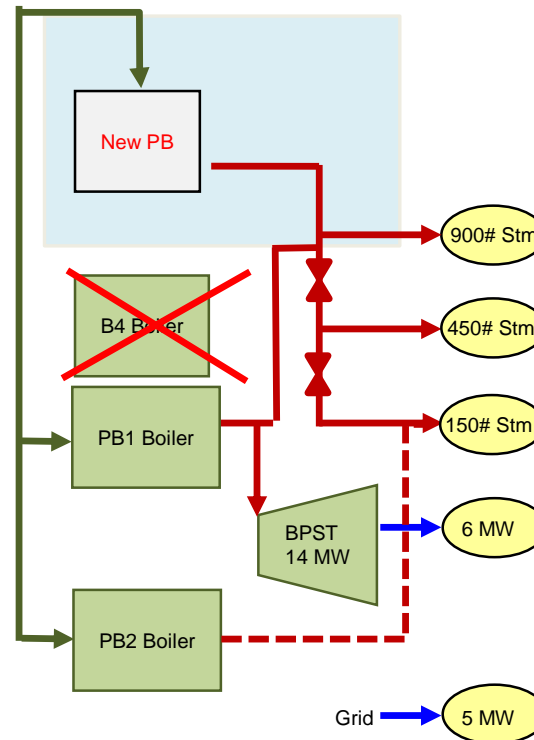 New PB
900# Stm
B4 Boiler
450# Stm
PB1 Boiler
150# Stm
BPST
14 MW
6 MW
PB2 Boiler
Grid
5 MW